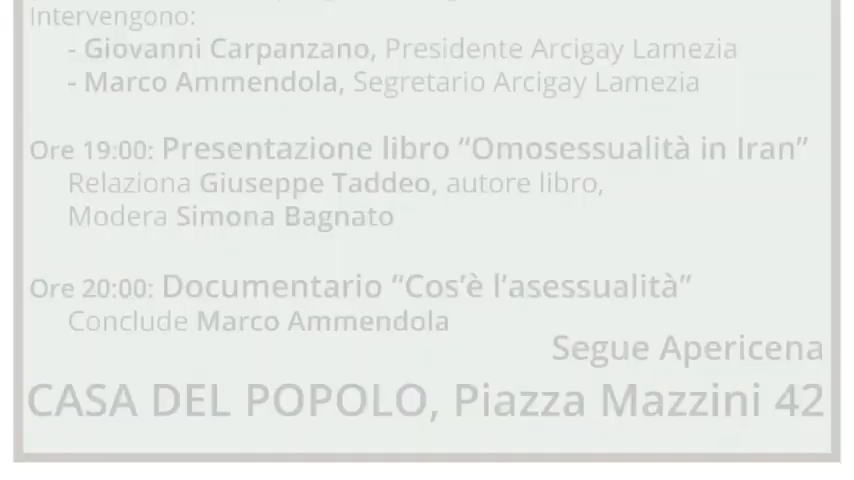 Intervengono:
- Giovanni Carpanzano, Presidente Arcigay Lamezia
- Marco Ammendola, Segretario Arcigay Lamezia
Ore 19:00: Presentazione libro “Omosessualità in Iran”
Relaziona Giuseppe Taddeo, autore libro,
Modera Simona Bagnato
Ore 20:00: Documentario “Cos’è l’asessualità”
Conclude Marco Ammendola
Segue Apericena
CASA DEL POPOLO, Piazza Mazzini 42